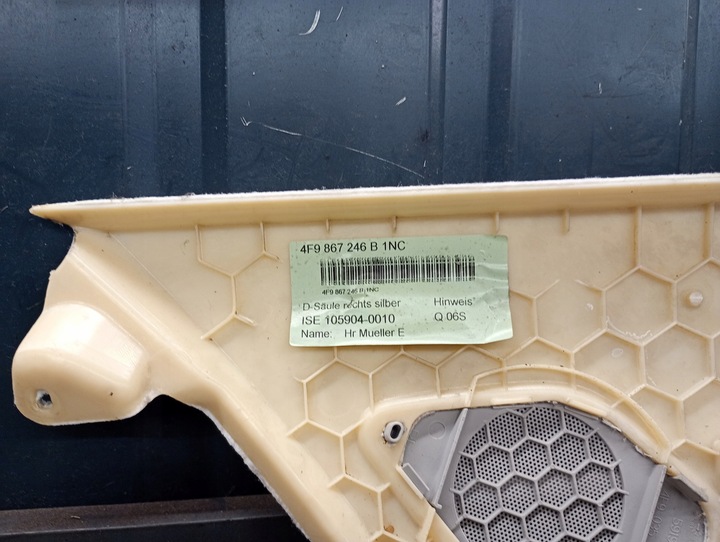 4F9 867 246 B 1NC
4F9 867 246 B 1NC
D-Säule rechts silber Hinweis
ISE 105904-0010 Q 06S
Name: Hr Mueller E